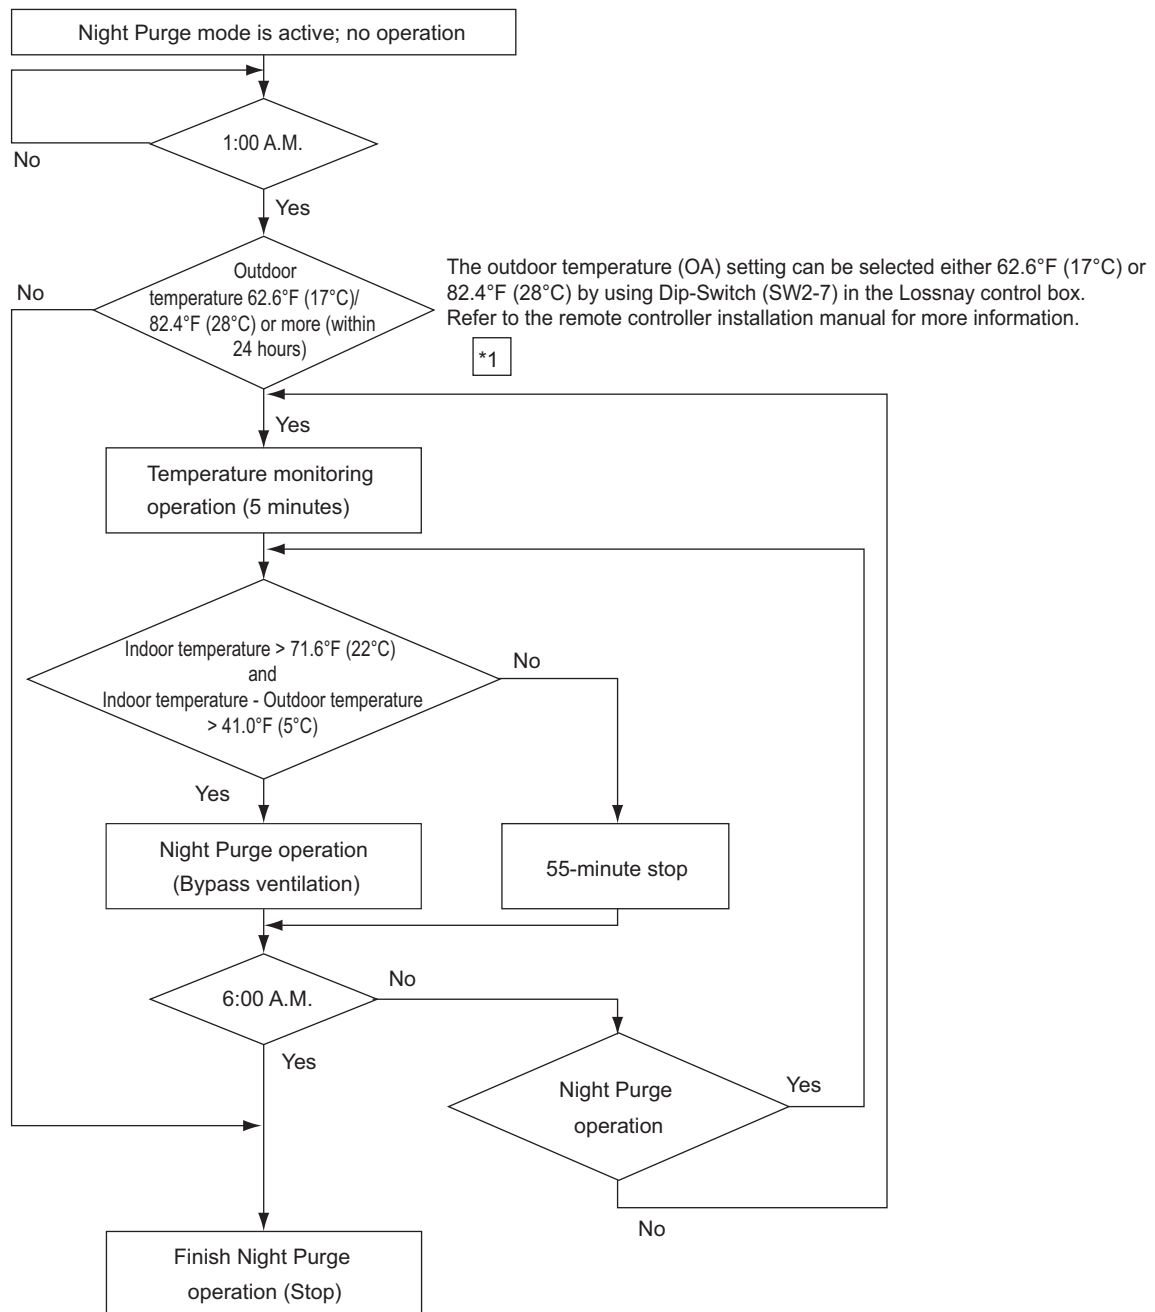 Night Purge mode is active; no operation
1:00 A.M.
No
Yes
Outdoor
temperature 62.6°F (17°C)/
82.4°F (28°C) or more (within
24 hours)
No
The outdoor temperature (OA) setting can be selected either 62.6°F (17°C) or
82.4°F (28°C) by using Dip-Switch (SW2-7) in the Lossnay control box.
Refer to the remote controller installation manual for more information.
*1
Yes
Temperature monitoring
operation (5 minutes)
Indoor temperature > 71.6°F (22°C)
and
Indoor temperature - Outdoor temperature
> 41.0°F (5°C)
No
Yes
Night Purge operation
(Bypass ventilation)
55-minute stop
6:00 A.M.
No
Yes
Night Purge
operation
Yes
No
Finish Night Purge
operation (Stop)